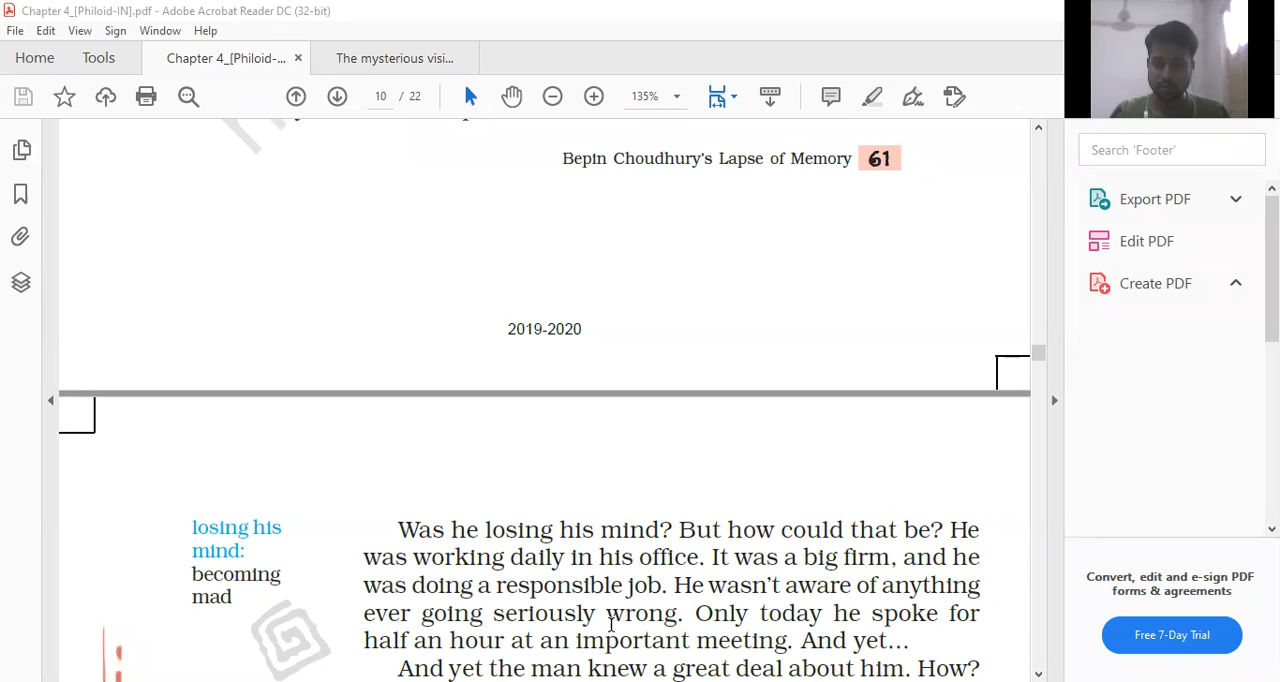 Chapter 4_[Philoid-IN].pdf - Adobe Acrobat Reader DC (32-bit)
File Edit View Sign Window Help
Home Tools Chapter 4_[Philoid-... × The mysterious visi...
10 / 22 135%
Search 'Footer'
Bepin Choudhury's Lapse of Memory 61
Export PDF
Edit PDF
Create PDF
2019-2020
losing his
mind:
becoming
mad
Was he losing his mind? But how could that be? He
was working daily in his office. It was a big firm, and he
was doing a responsible job. He wasn't aware of anything
ever going seriously wrong. Only today he spoke for
half an hour at an important meeting. And yet...
And yet the man knew a great deal about him. How?
Convert, edit and e-sign PDF
forms & agreements
Free 7-Day Trial